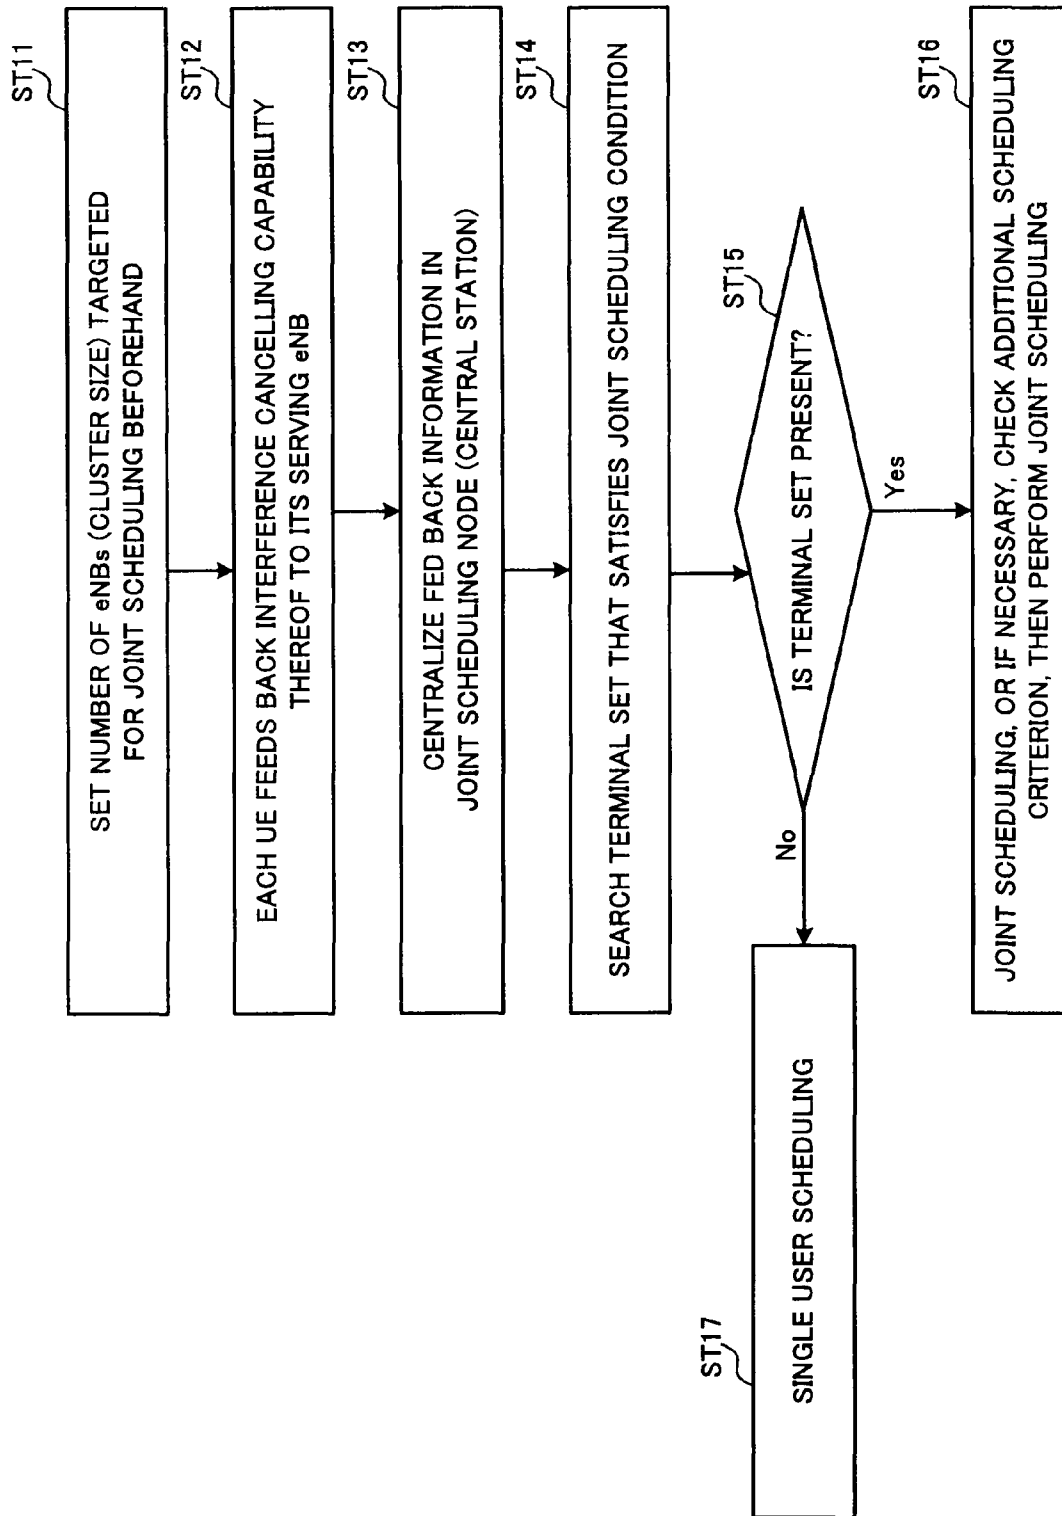 ST11
SET NUMBER OF eNBs (CLUSTER SIZE) TARGETED
FOR JOINT SCHEDULING BEFOREHAND
ST12
EACH UE FEEDS BACK INTERFERENCE CANCELLING CAPABILITY
THEREOF TO ITS SERVING eNB
ST13
CENTRALIZE FED BACK INFORMATION IN
JOINT SCHEDULING NODE (CENTRAL STATION)
ST14
SEARCH TERMINAL SET THAT SATISFIES JOINT SCHEDULING CONDITION
ST15
IS TERMINAL SET PRESENT?
No
Yes
ST17
SINGLE USER SCHEDULING
ST16
JOINT SCHEDULING, OR IF NECESSARY, CHECK ADDITIONAL SCHEDULING
CRITERION, THEN PERFORM JOINT SCHEDULING